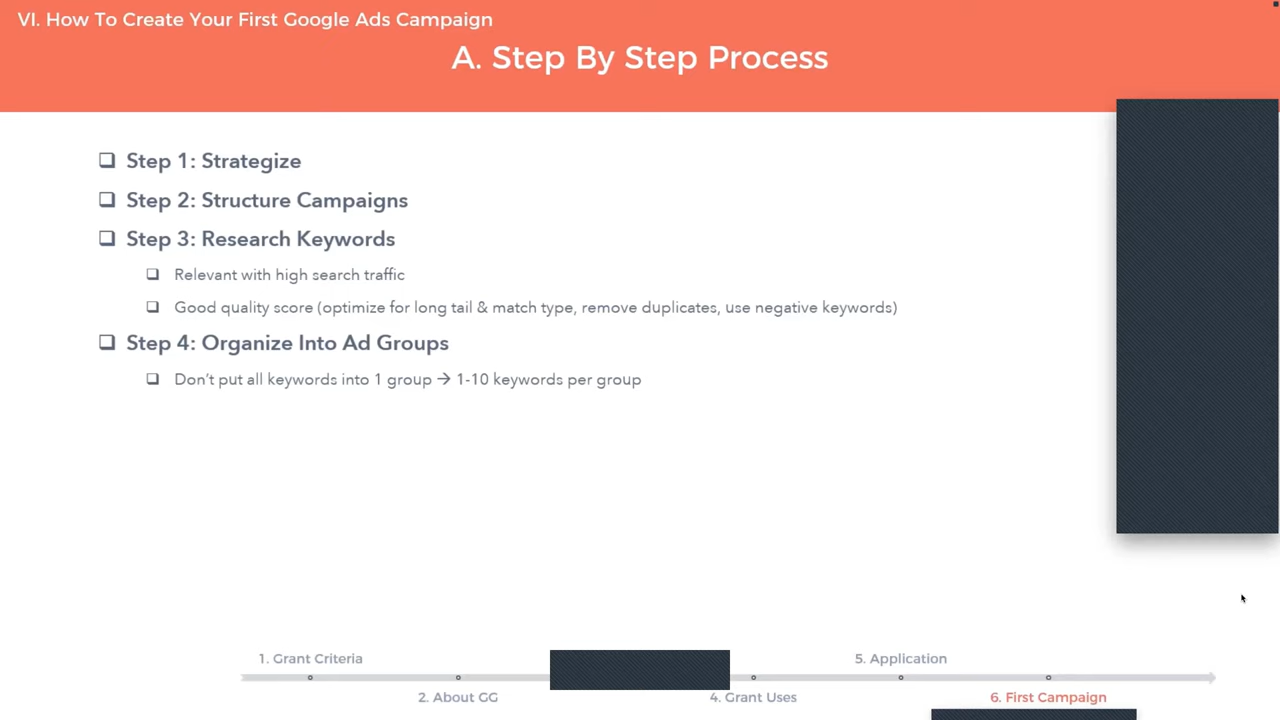 VI. How To Create Your First Google Ads Campaign
A. Step By Step Process
Step 1: Strategize
Step 2: Structure Campaigns
Step 3: Research Keywords
Relevant with high search traffic
Good quality score (optimize for long tail & match type, remove duplicates, use negative keywords)
Step 4: Organize Into Ad Groups
Don’t put all keywords into 1 group → 1-10 keywords per group
1. Grant Criteria
2. About GG
4. Grant Uses
5. Application
6. First Campaign